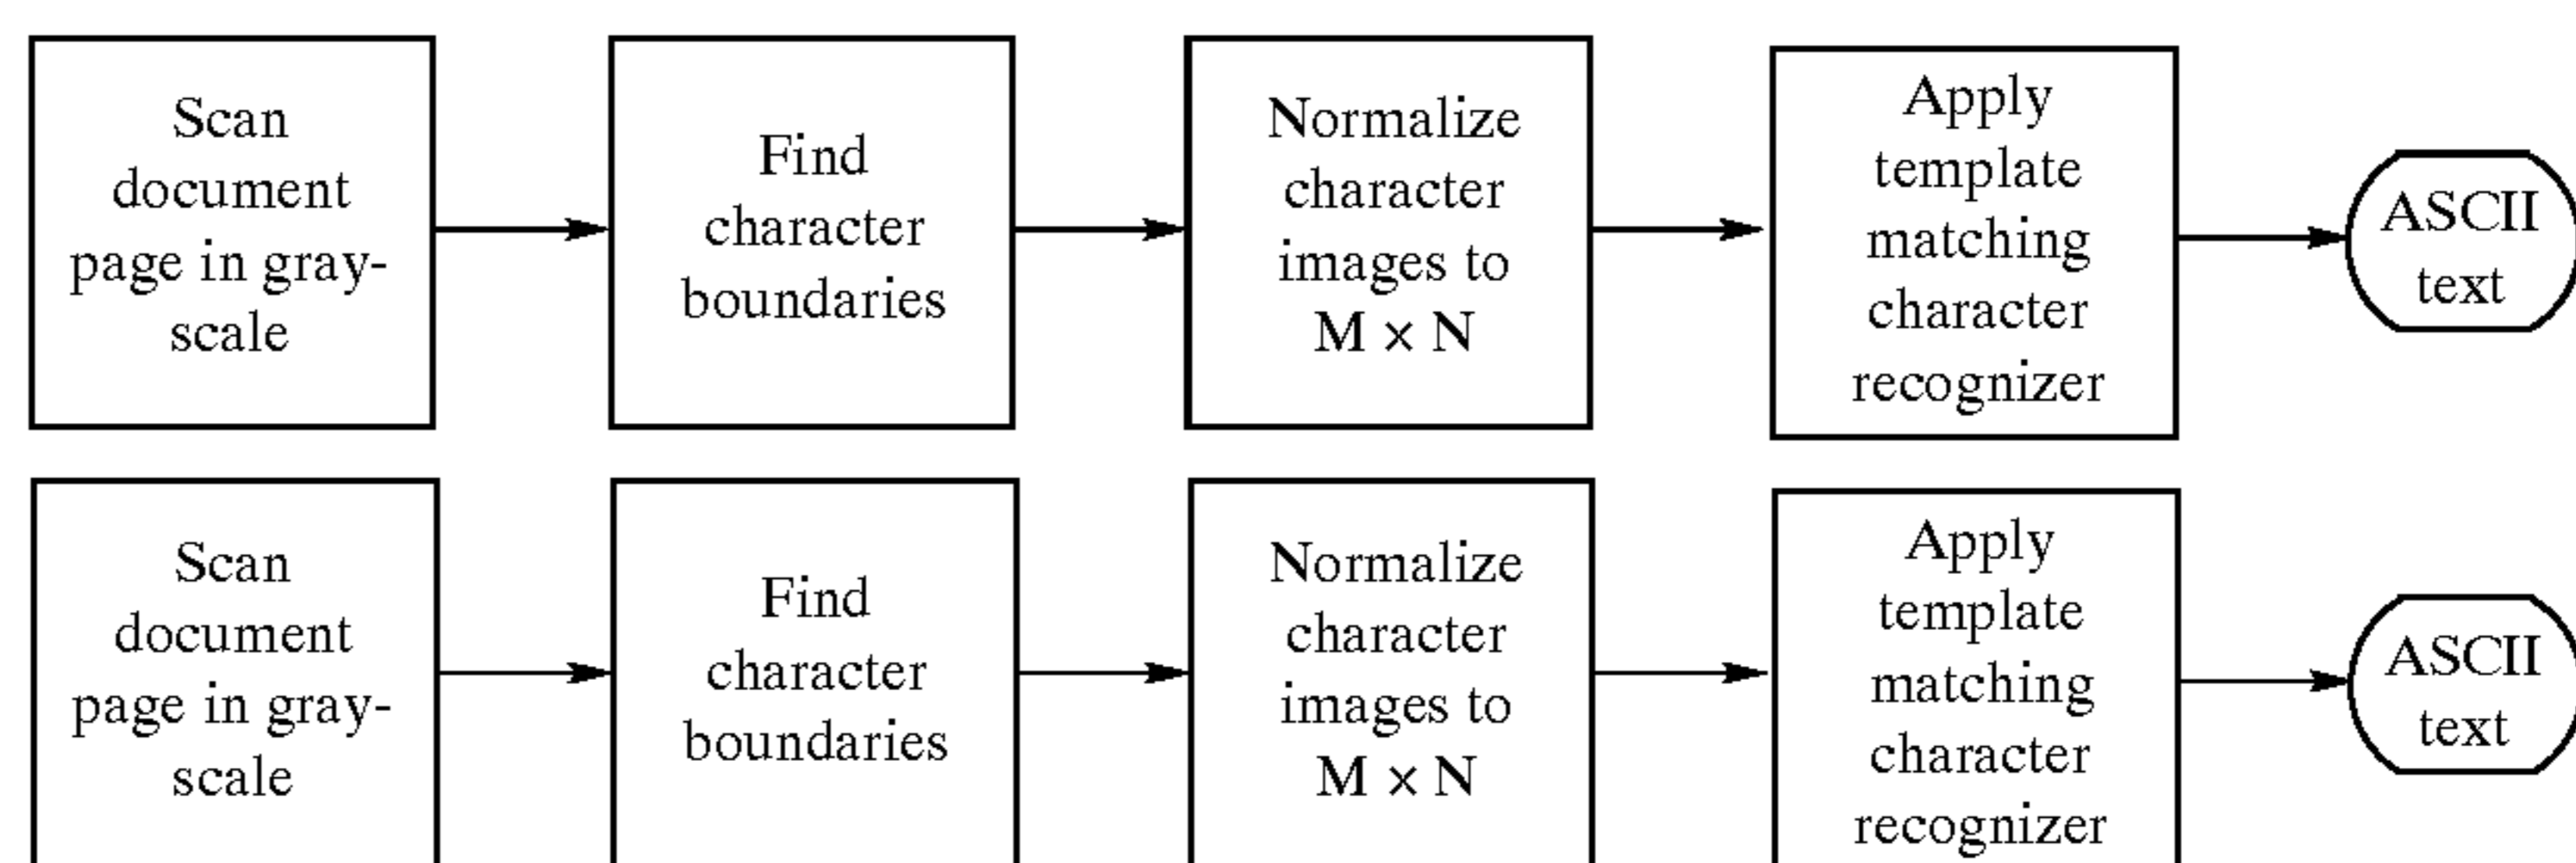 Scan
document
page in gray-
scale
Find
character
boundaries
Normalize
character
images to
M × N
Apply
template
matching
character
recognizer
ASCII
text
Scan
document
page in gray-
scale
Find
character
boundaries
Normalize
character
images to
M × N
Apply
template
matching
character
recognizer
ASCII
text